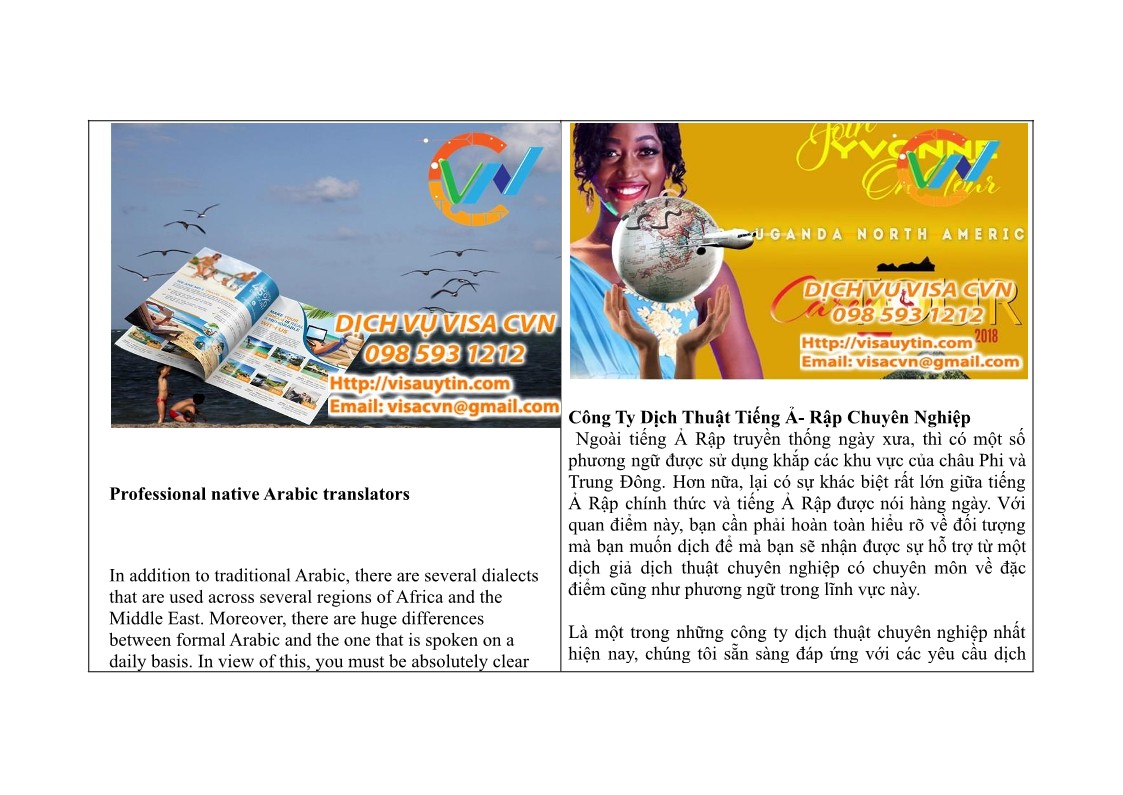 DỊCH VỤ VISA CVN
098 593 1212
Http://visauytin.com
Email: visacvn@gmail.com
Professional native Arabic translators
In addition to traditional Arabic, there are several dialects
that are used across several regions of Africa and the
Middle East. Moreover, there are huge differences
between formal Arabic and the one that is spoken on a
daily basis. In view of this, you must be absolutely clear
Join
YVONNE
On Tour
UGANDA NORTH AMERIC
TOUR
2018
DỊCH VỤ VISA CVN
098 593 1212
Http://visauytin.com
Email: visacvn@gmail.com
Công Ty Dịch Thuật Tiếng Ả- Rập Chuyên Nghiệp
Ngoài tiếng Ả Rập truyền thống ngày xưa, thì có một số
phương ngữ được sử dụng khắp các khu vực của châu Phi và
Trung Đông. Hơn nữa, lại có sự khác biệt rất lớn giữa tiếng
Ả Rập chính thức và tiếng Ả Rập được nói hàng ngày. Với
quan điểm này, bạn cần phải hoàn toàn hiểu rõ về đối tượng
mà bạn muốn dịch để mà bạn sẽ nhận được sự hỗ trợ từ một
dịch giả dịch thuật chuyên nghiệp có chuyên môn về đặc
điểm cũng như phương ngữ trong lĩnh vực này.
Là một trong những công ty dịch thuật chuyên nghiệp nhất
hiện nay, chúng tôi sẵn sàng đáp ứng với các yêu cầu dịch